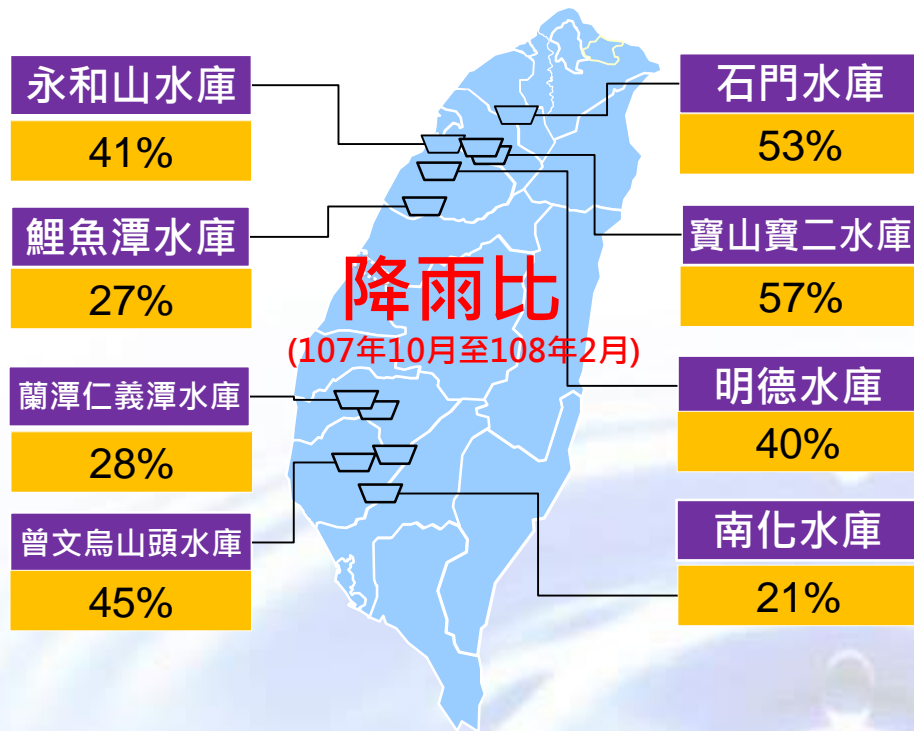 永和山水庫
41%
鯉魚潭水庫
27%
蘭潭仁義潭水庫
28%
曾文烏山頭水庫
45%
降雨比
(107年10月至108年2月)
石門水庫
53%
寶山寶二水庫
57%
明德水庫
40%
南化水庫
21%